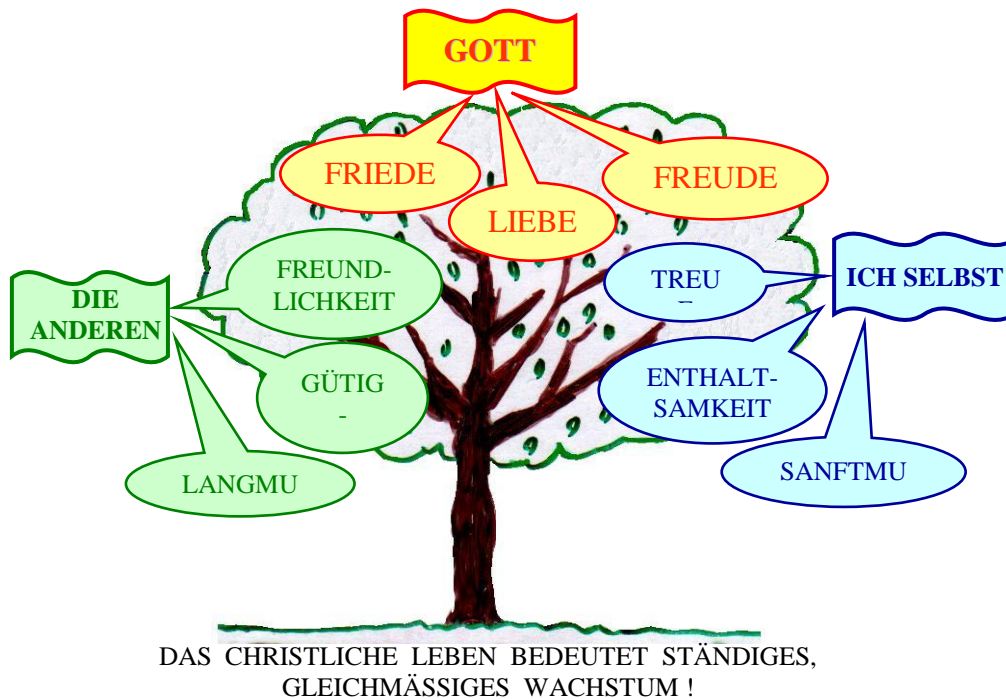 GOTT
FRIEDE
LIEBE
FREUDE
DIE
ANDEREN
FREUND-
LICHKEIT
GÜTIG
-
LANGMU
ICH SELBST
TREU
ENTHALT-
SAMKEIT
SANFTMU
DAS CHRISTLICHE LEBEN BEDEUTET STÄNDIGES,
GLEICHMÄSSIGES WACHSTUM !